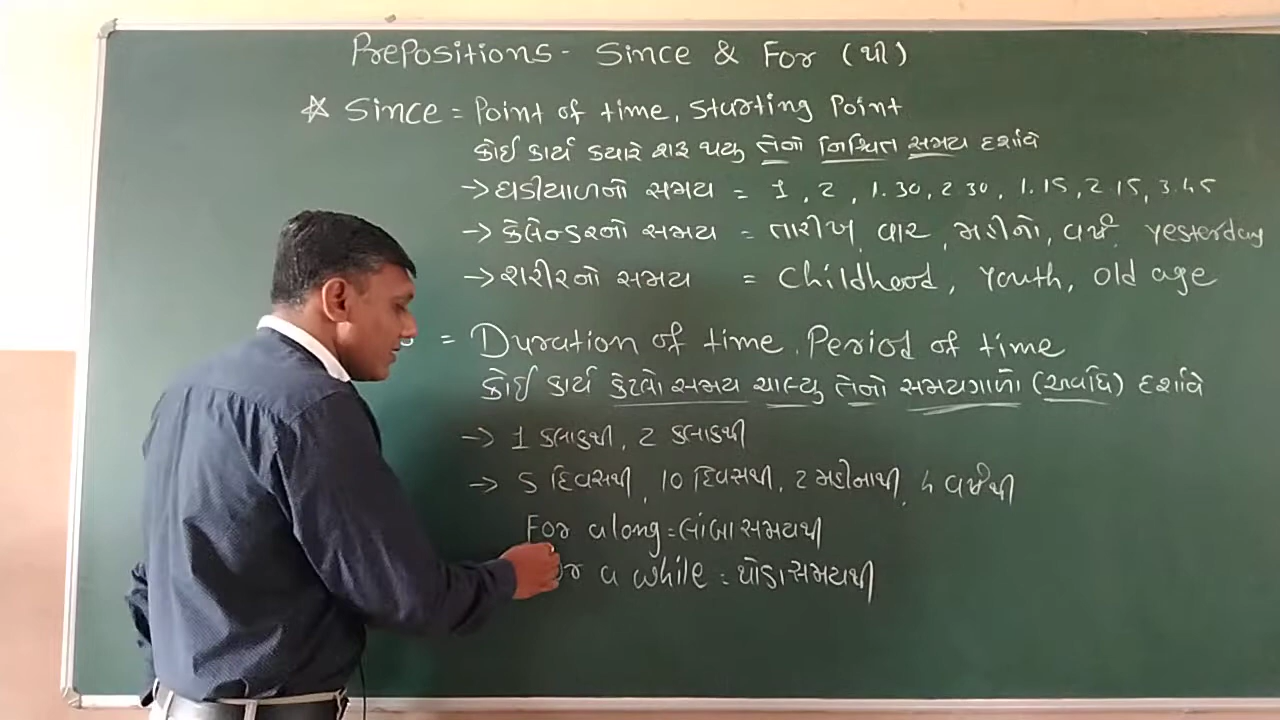 Prepositions - Since & For (થી)
☆ Since = Point of time, Starting Point
કોઈ કાર્ય ક્યારે શરૂ થયુ તેનો નિશ્ચિત સમય દર્શાવે
→ ઘડીયાળનો સમય = 1, 2, 1.30, 2 30, 1.15, 2 15, 3.45
→ કેલેન્ડરનો સમય = તારીખ, વાર, મહીનો, વર્ષ, yesterday
→ શરીરનો સમય = Childhood, Youth, Old age
= Duration of time, Period of time
કોઈ કાર્ય કેટલો સમય ચાલ્યુ તેનો સમયગાળો (અવધિ) દર્શાવે
→ 1 કલાકથી, 2 કલાકથી
→ 5 દિવસથી, 10 દિવસથી, 2 મહીનાથી, 4 વર્ષથી
For a long = લાંબા સમયથી
a while = થોડા સમયથી